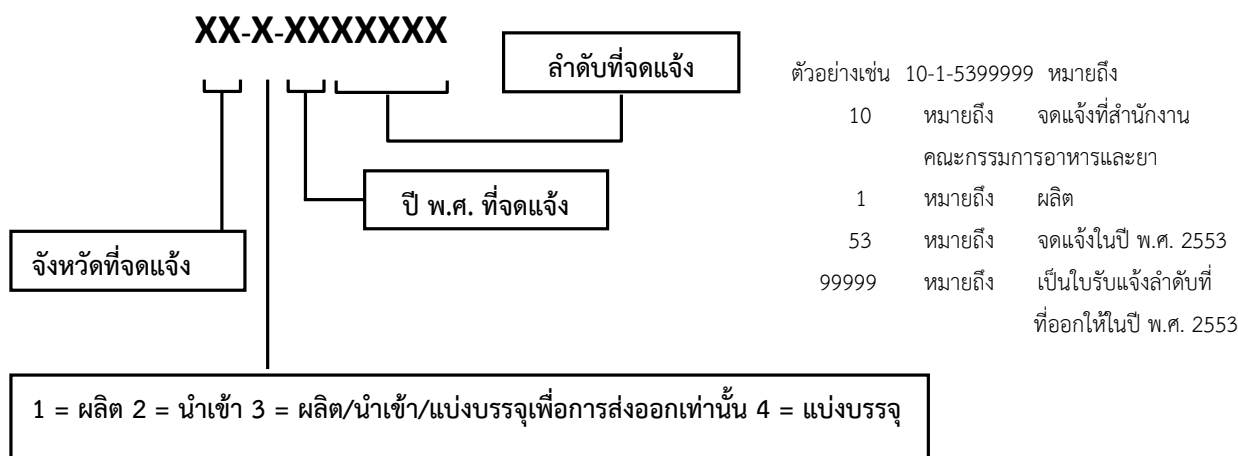 XX-X-XXXXXXX
ลำดับที่จดแจ้ง
ปี พ.ศ. ที่จดแจ้ง
จังหวัดที่จดแจ้ง
1 = ผลิต 2 = นำเข้า 3 = ผลิต/นำเข้า/แบ่งบรรจุเพื่อการส่งออกเท่านั้น 4 = แบ่งบรรจุ
ตัวอย่างเช่น 10-1-5399999 หมายถึง
10 หมายถึง จดแจ้งที่สำนักงาน
คณะกรรมการอาหารและยา
1 หมายถึง ผลิต
53 หมายถึง จดแจ้งในปี พ.ศ. 2553
99999 หมายถึง เป็นใบรับแจ้งลำดับที่
ที่ออกให้ในปี พ.ศ. 2553